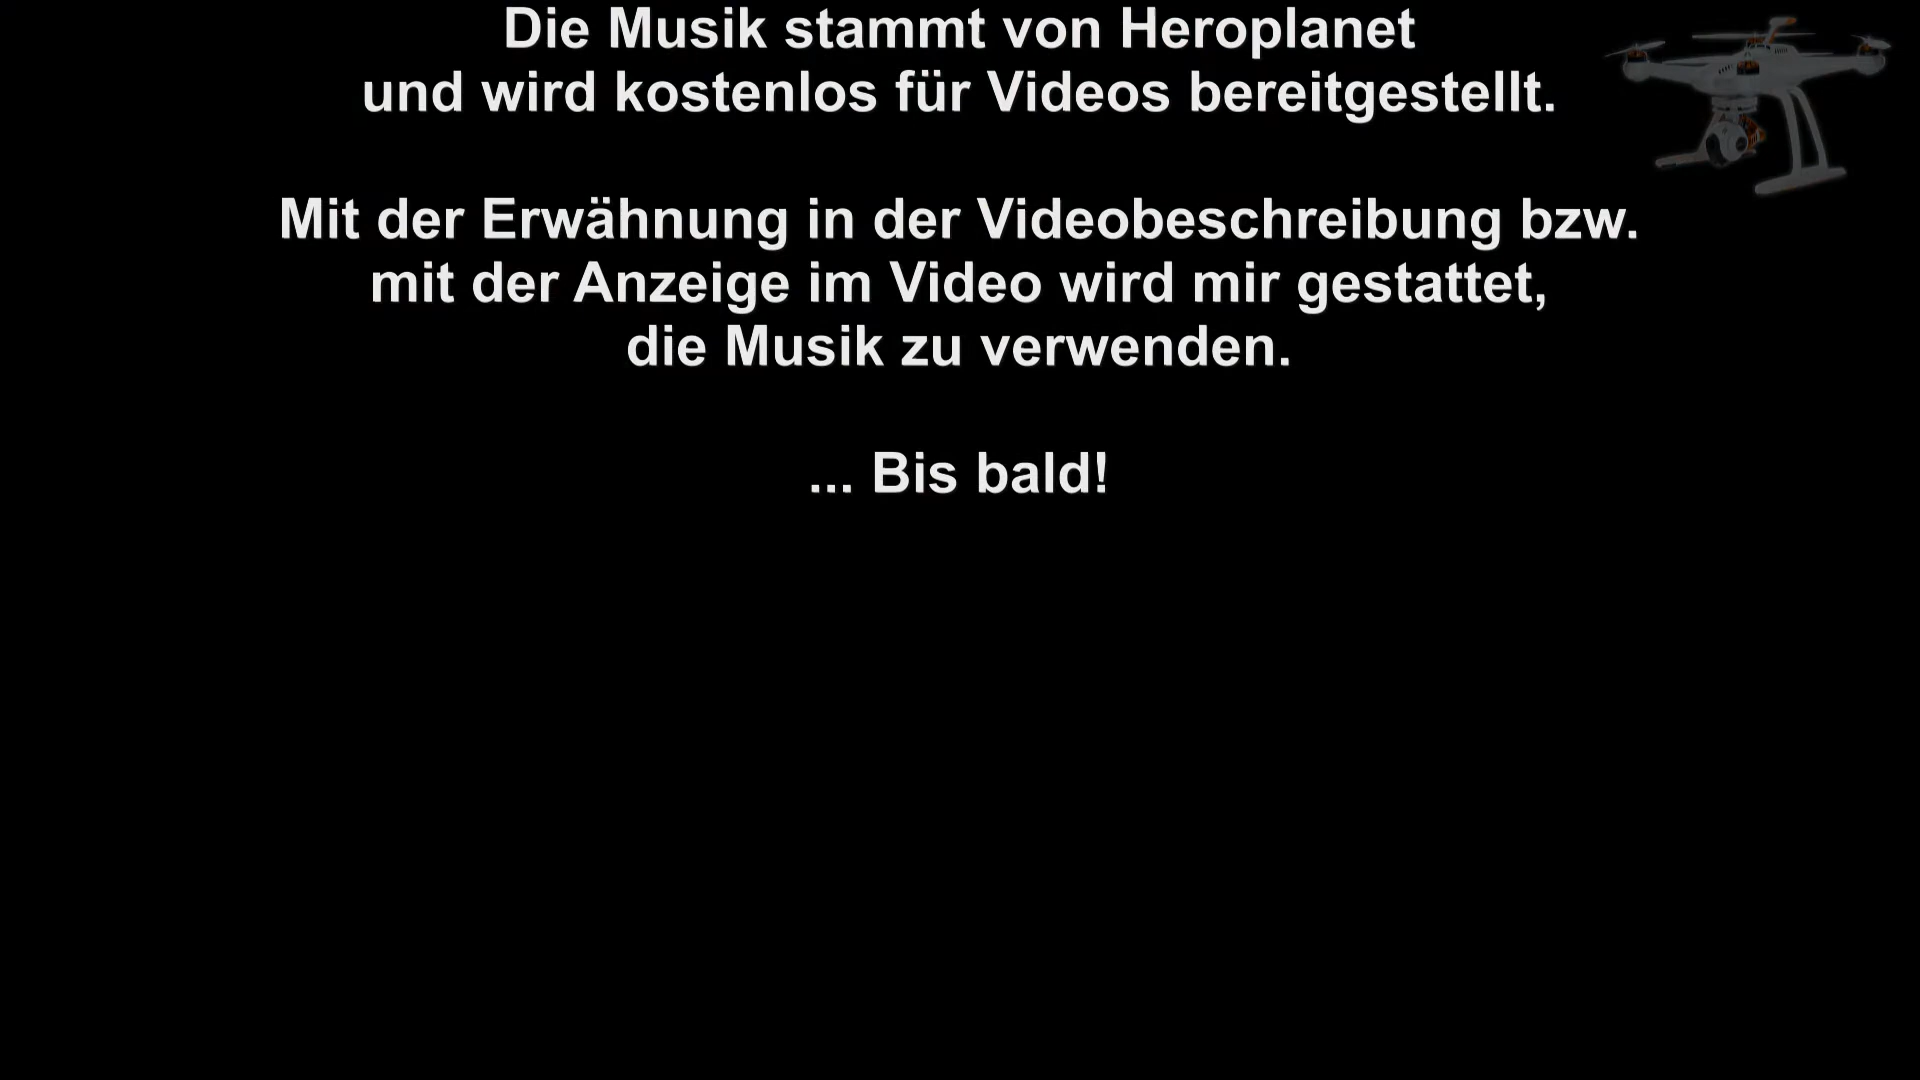 Die Musik stammt von Heroplanet
und wird kostenlos für Videos bereitgestellt.
Mit der Erwähnung in der Videobeschreibung bzw.
mit der Anzeige im Video wird mir gestattet,
die Musik zu verwenden.
... Bis bald!